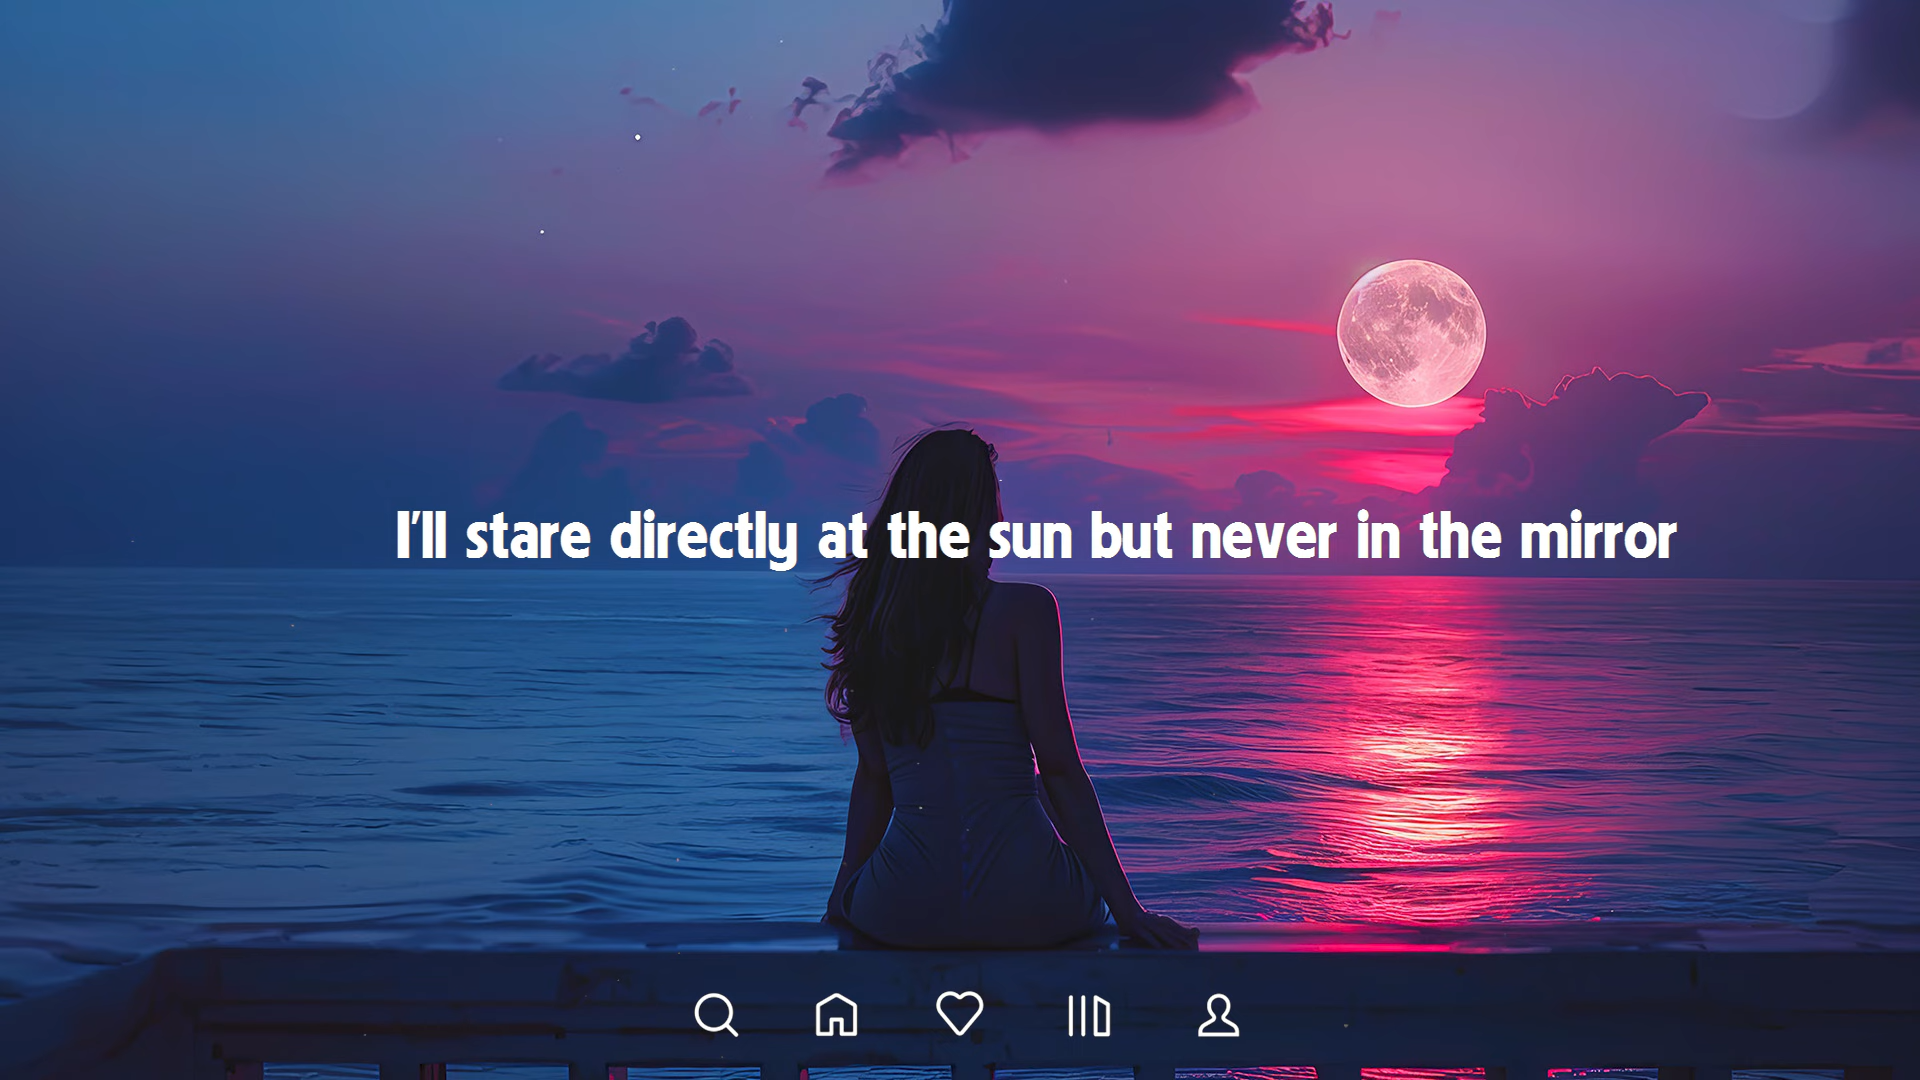 I'll stare directly at the sun but never in the mirror